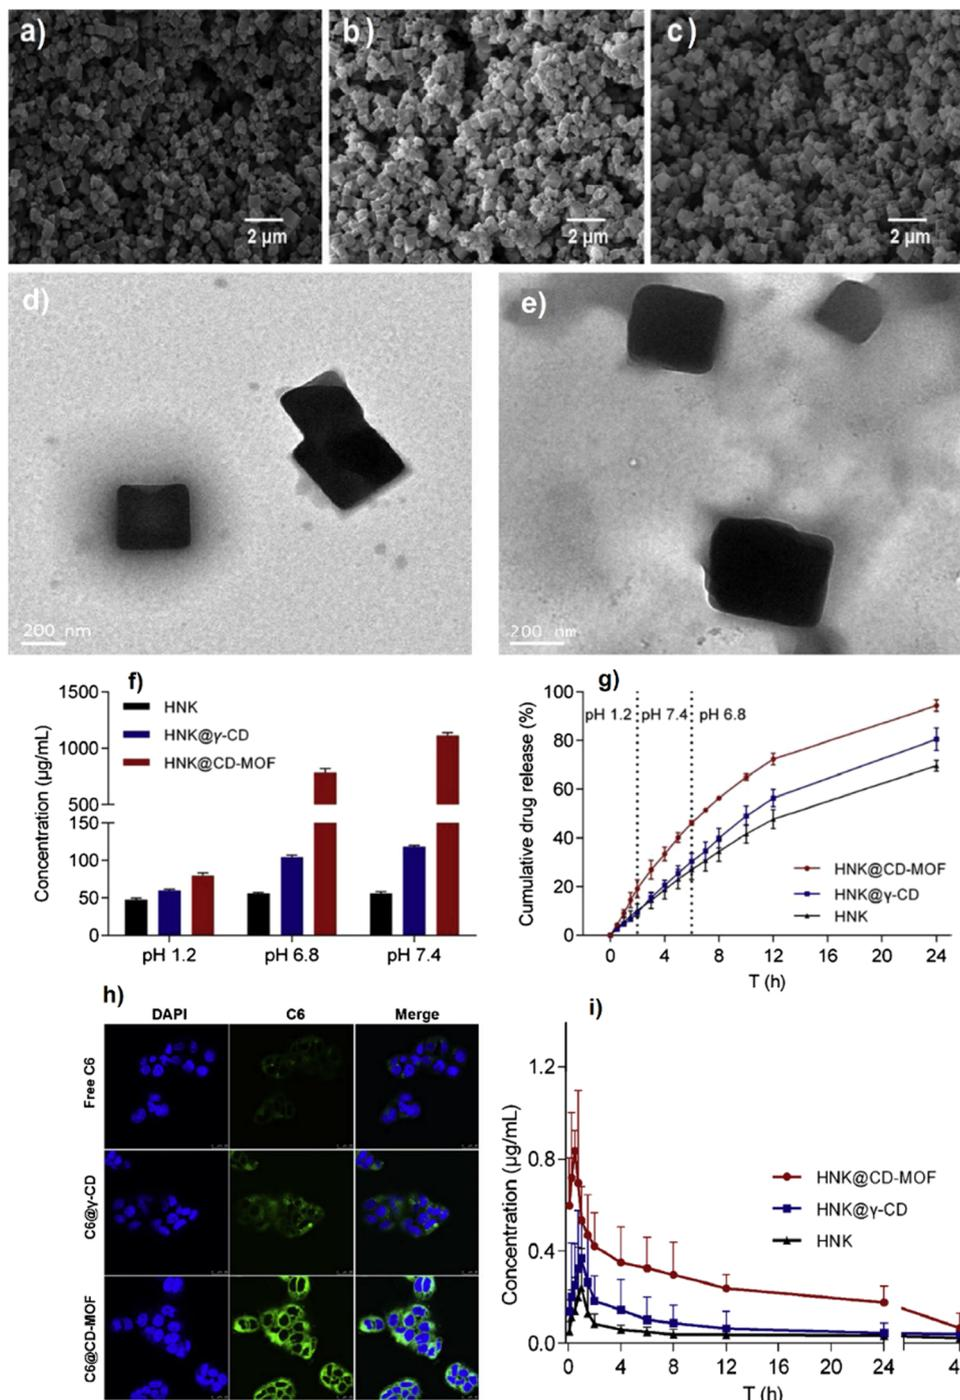 a)
b)
c)
2 μm
2 μm
2 μm
d)
e)
200 nm
200 nm
f)
1500
1000
500
150
100
50
0
Concentration (μg/mL)
HNK
HNK@γ-CD
HNK@CD-MOF
pH 1.2
pH 6.8
pH 7.4
g)
100
80
60
40
20
0
Cumulative drug release (%)
pH 1.2
pH 7.4
pH 6.8
HNK@CD-MOF
HNK@γ-CD
HNK
0 4 8 12 16 20 24
T (h)
h)
DAPI C6 Merge
Free C6
C6@γ-CD
C6@CD-MOF
i)
1.2
0.8
0.4
0.0
Concentration (μg/mL)
HNK@CD-MOF
HNK@γ-CD
HNK
0 4 8 12 16 20 24
T (h)